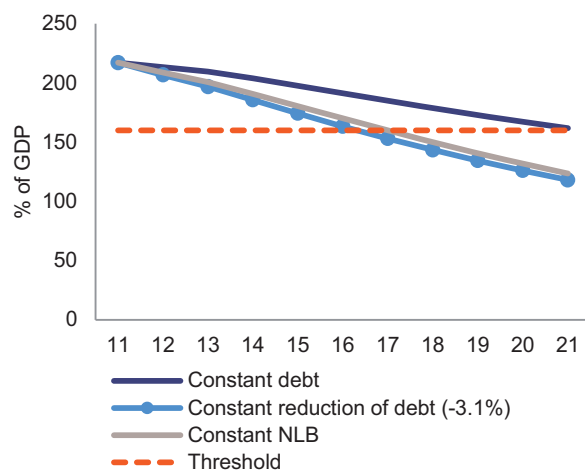 250
200
150
100
50
0
% of GDP
11 12 13 14 15 16 17 18 19 20 21
Constant debt
Constant reduction of debt (-3.1%)
Constant NLB
Threshold